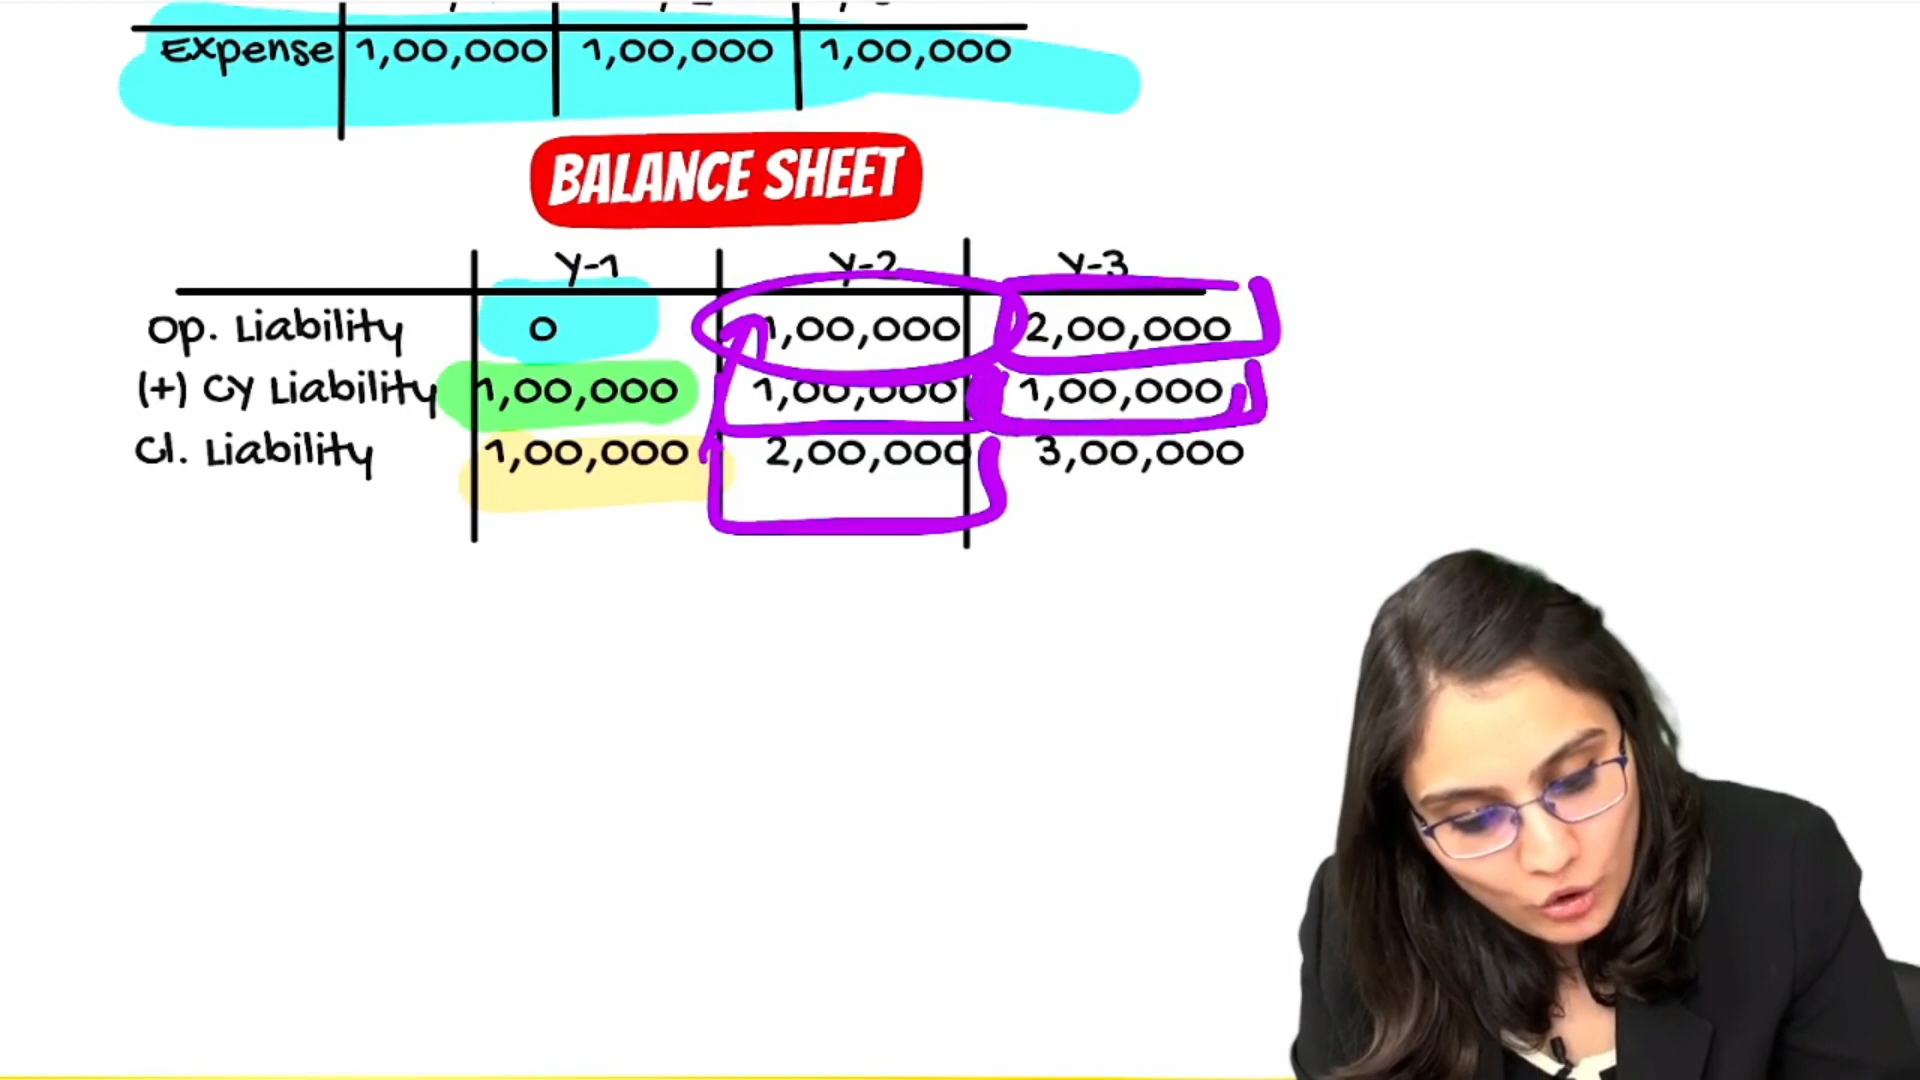 Expense 1,00,000 1,00,000 1,00,000
BALANCE SHEET
Y-1 Y-2 Y-3
Op. Liability 0 1,00,000 2,00,000
(+) CY Liability 1,00,000 1,00,000 1,00,000
Cl. Liability 1,00,000 2,00,000 3,00,000